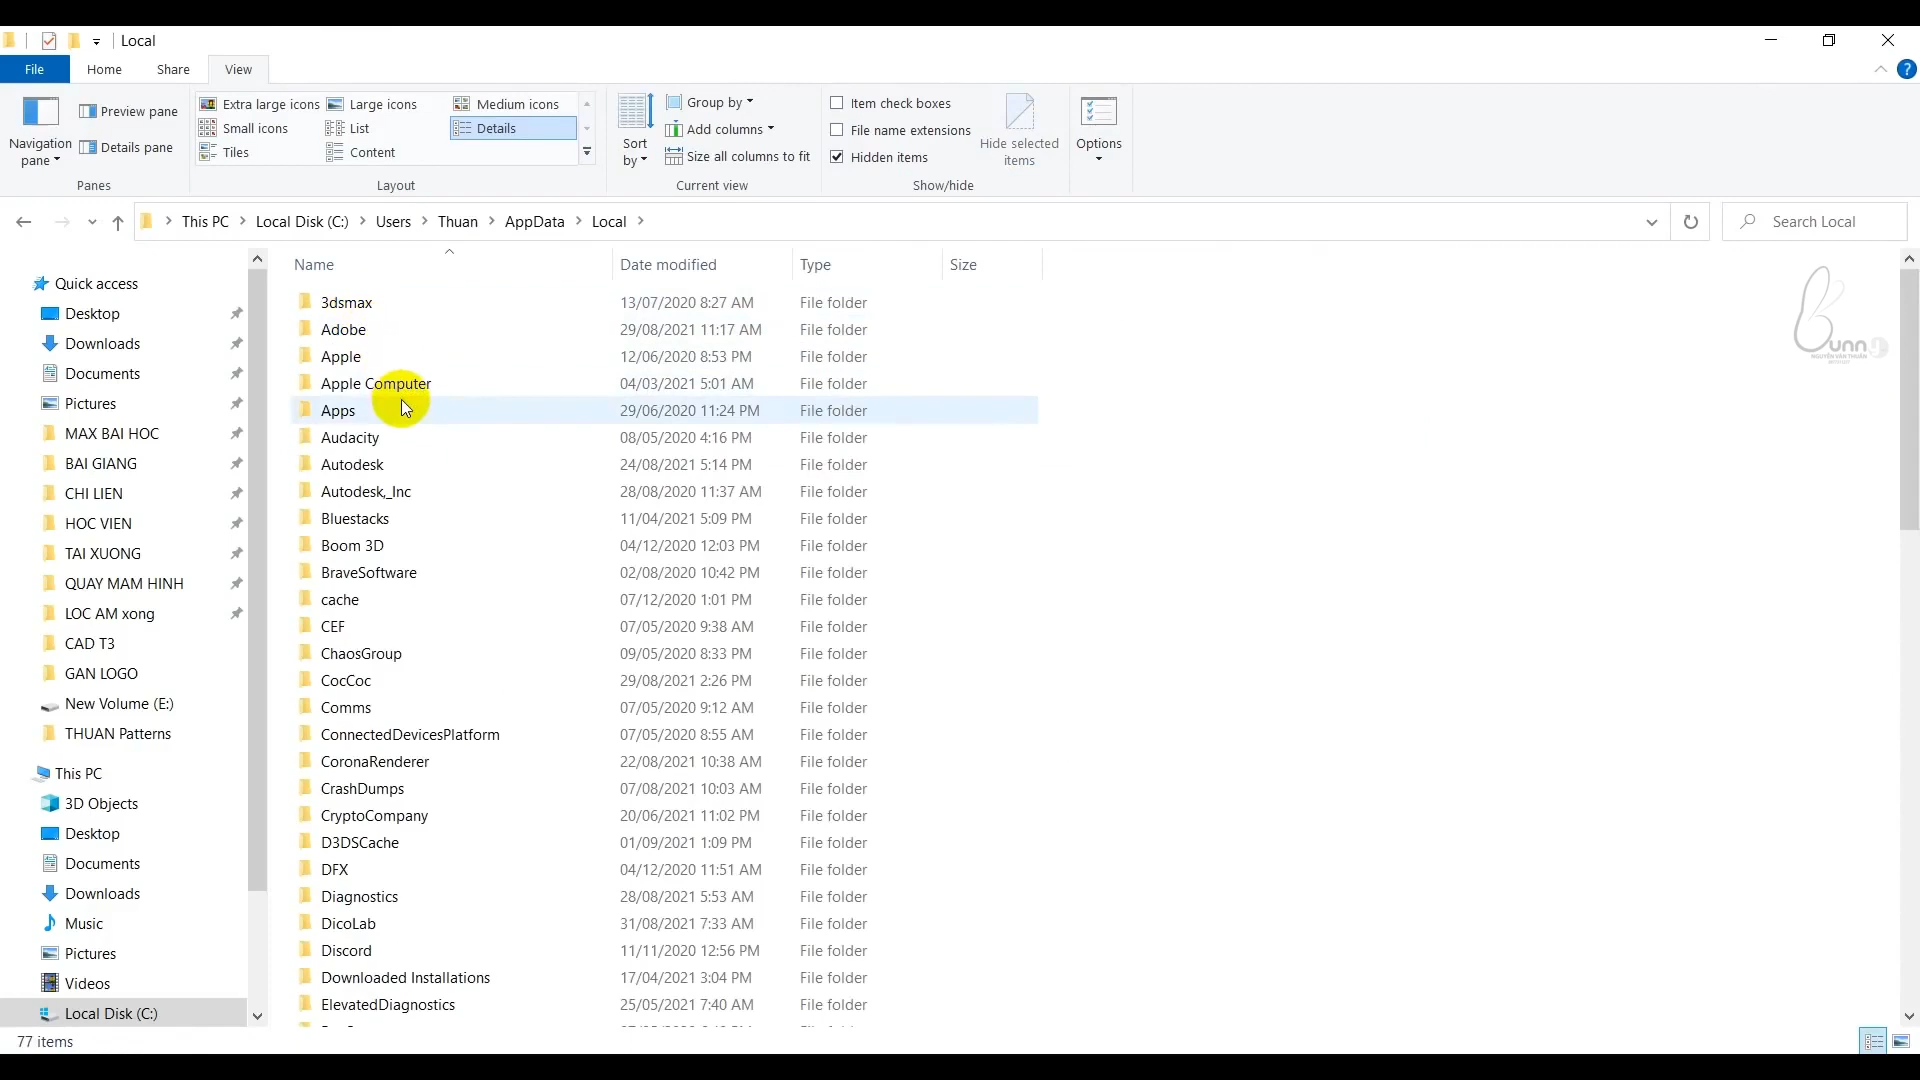 Local
File Home Share View
Navigation pane
Preview pane
Details pane
Panes
Extra large icons Large icons Medium icons
Small icons List Details
Tiles Content
Layout
Sort by
Group by
Add columns
Size all columns to fit
Current view
Item check boxes
File name extensions
Hidden items
Hide selected items
Show/hide
Options
This PC > Local Disk (C:) > Users > Thuan > AppData > Local >
Search Local
Quick access
Desktop
Downloads
Documents
Pictures
MAX BAI HOC
BAI GIANG
CHI LIEN
HOC VIEN
TAI XUONG
QUAY MAM HINH
LOC AM xong
CAD T3
GAN LOGO
New Volume (E:)
THUAN Patterns
This PC
3D Objects
Desktop
Documents
Downloads
Music
Pictures
Videos
Local Disk (C:)
Name Date modified Type Size
3dsmax 13/07/2020 8:27 AM File folder
Adobe 29/08/2021 11:17 AM File folder
Apple 12/06/2020 8:53 PM File folder
Apple Computer 04/03/2021 5:01 AM File folder
Apps 29/06/2020 11:24 PM File folder
Audacity 08/05/2020 4:16 PM File folder
Autodesk 24/08/2021 5:14 PM File folder
Autodesk,_Inc 28/08/2020 11:37 AM File folder
Bluestacks 11/04/2021 5:09 PM File folder
Boom 3D 04/12/2020 12:03 PM File folder
BraveSoftware 02/08/2020 10:42 PM File folder
cache 07/12/2020 1:01 PM File folder
CEF 07/05/2020 9:38 AM File folder
ChaosGroup 09/05/2020 8:33 PM File folder
CocCoc 29/08/2021 2:26 PM File folder
Comms 07/05/2020 9:12 AM File folder
ConnectedDevicesPlatform 07/05/2020 8:55 AM File folder
CoronaRenderer 22/08/2021 10:38 AM File folder
CrashDumps 07/08/2021 10:03 AM File folder
CryptoCompany 20/06/2021 11:02 PM File folder
D3DSCache 01/09/2021 1:09 PM File folder
DFX 04/12/2020 11:51 AM File folder
Diagnostics 28/08/2021 5:53 AM File folder
DicoLab 31/08/2021 7:33 AM File folder
Discord 11/11/2020 12:56 PM File folder
Downloaded Installations 17/04/2021 3:04 PM File folder
ElevatedDiagnostics 25/05/2021 7:40 AM File folder
Bunng
NGUYỄN VĂN THUẬN
77 items